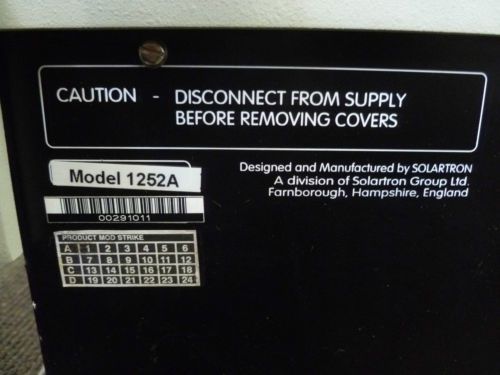 CAUTION - DISCONNECT FROM SUPPLY
BEFORE REMOVING COVERS
Model 1252A
00291011
Designed and Manufactured by SOLARTRON
A division of Solartron Group Ltd.
Farnborough, Hampshire, England
PRODUCT MOD STRIKE
A 1 2 3 4 5 6
B 7 8 9 10 11 12
C 13 14 15 16 17 18
D 19 20 21 22 23 24